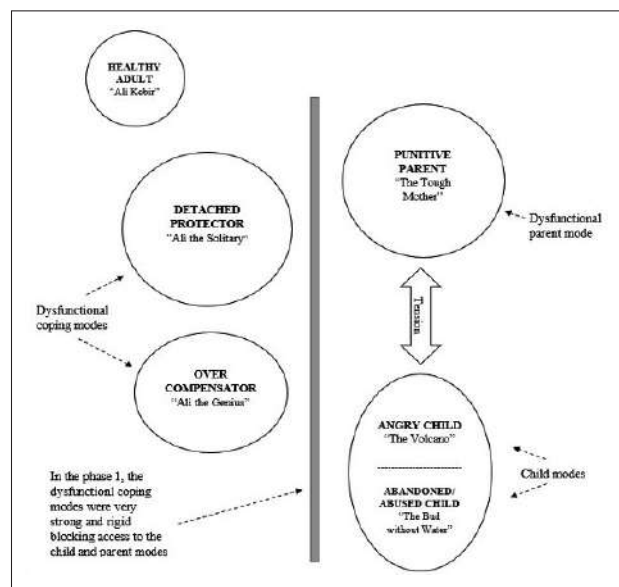 HEALTHY
ADULT
"Ali Kebir"
PUNITIVE
PARENT
"The Tough
Mother"
DETACHED
PROTECTOR
"Ali the Solitary"
Dysfunctional
parent mode
Dysfunctional
coping modes
Tension
OVER
COMPENSATOR
"Ali the Genius"
ANGRY CHILD
"The Volcano"
Child modes
ABANDONED/
ABUSED CHILD
"The Bud
without Water"
In the phase 1, the
dysfunctionl coping
modes were very
strong and rigid
blocking access to the
child and parent modes